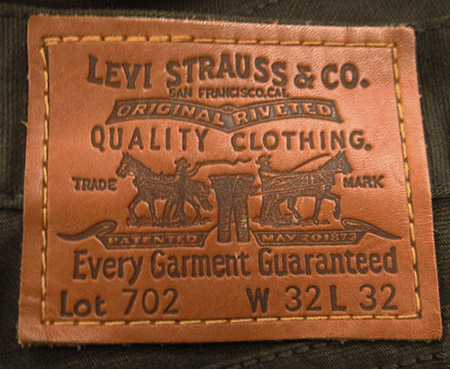 LEVI STRAUSS & CO.
SAN FRANCISCO,CAL
ORIGINAL RIVETED
QUALITY CLOTHING.
TRADE MARK
PATENTED MAY 20 1873
Every Garment Guaranteed
Lot 702 W 32 L 32